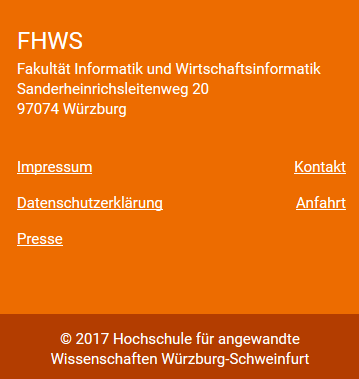 FHWS
Fakultät Informatik und Wirtschaftsinformatik
Sanderheinrichsleitenweg 20
97074 Würzburg
Impressum
Kontakt
Datenschutzerklärung
Anfahrt
Presse
© 2017 Hochschule für angewandte
Wissenschaften Würzburg-Schweinfurt